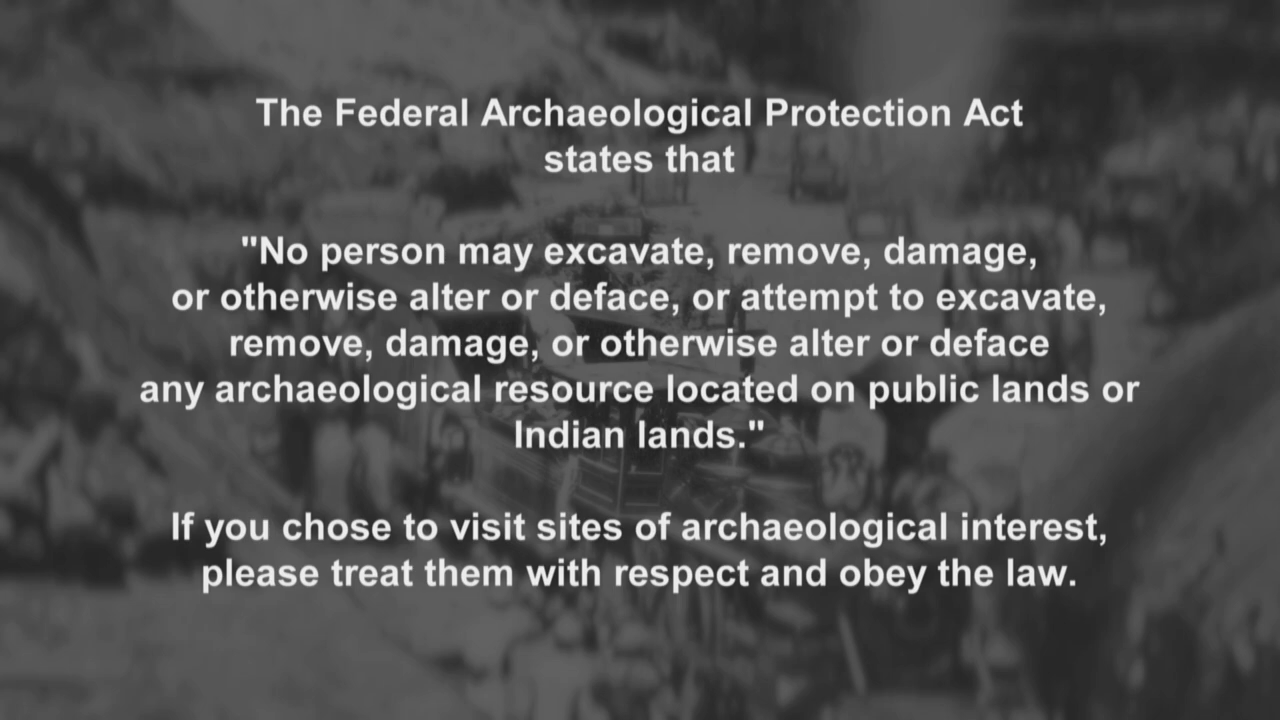 The Federal Archaeological Protection Act
states that
"No person may excavate, remove, damage,
or otherwise alter or deface, or attempt to excavate,
remove, damage, or otherwise alter or deface
any archaeological resource located on public lands or
Indian lands."
If you chose to visit sites of archaeological interest,
please treat them with respect and obey the law.